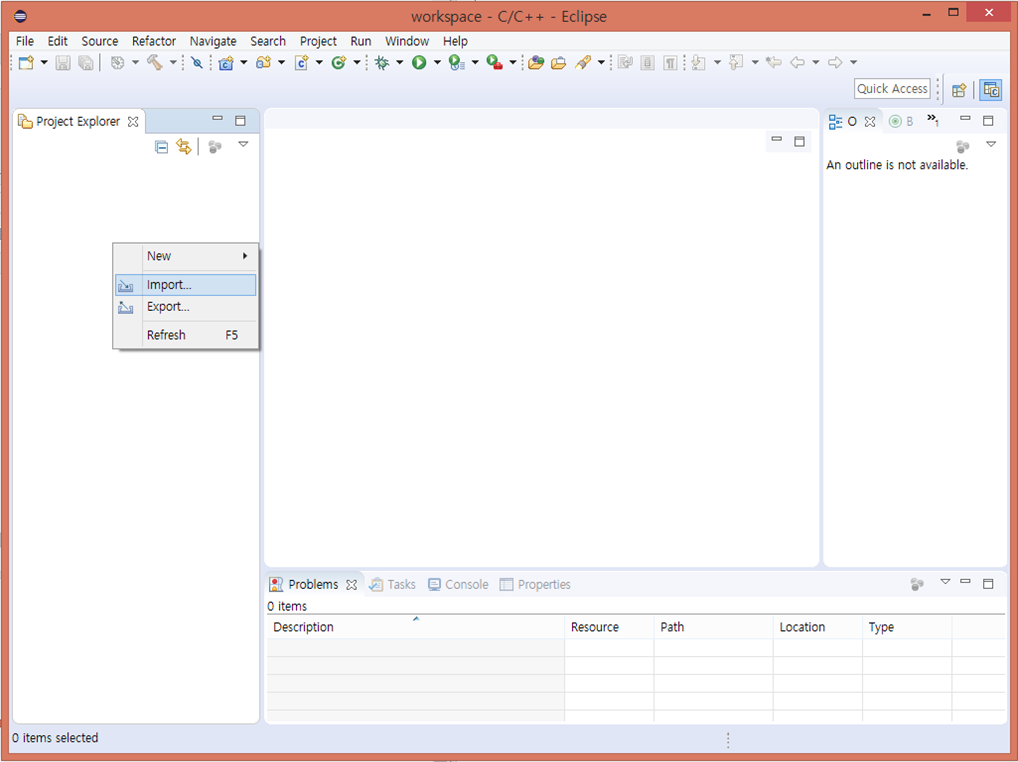 workspace - C/C++ - Eclipse
File Edit Source Refactor Navigate Search Project Run Window Help
Quick Access
Project Explorer
O B »1
An outline is not available.
New
Import...
Export...
Refresh F5
Problems Tasks Console Properties
0 items
Description Resource Path Location Type
0 items selected